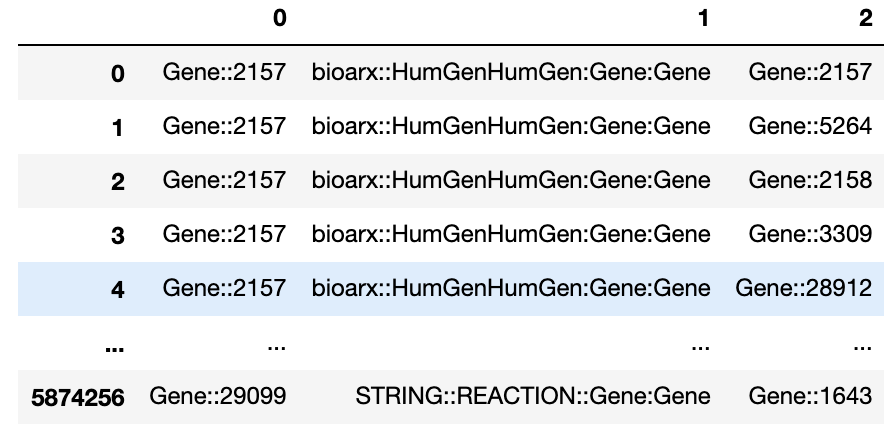 0 1 2
0 Gene::2157 bioarx::HumGenHumGen:Gene:Gene Gene::2157
1 Gene::2157 bioarx::HumGenHumGen:Gene:Gene Gene::5264
2 Gene::2157 bioarx::HumGenHumGen:Gene:Gene Gene::2158
3 Gene::2157 bioarx::HumGenHumGen:Gene:Gene Gene::3309
4 Gene::2157 bioarx::HumGenHumGen:Gene:Gene Gene::28912
... ... ... ...
5874256 Gene::29099 STRING::REACTION::Gene:Gene Gene::1643